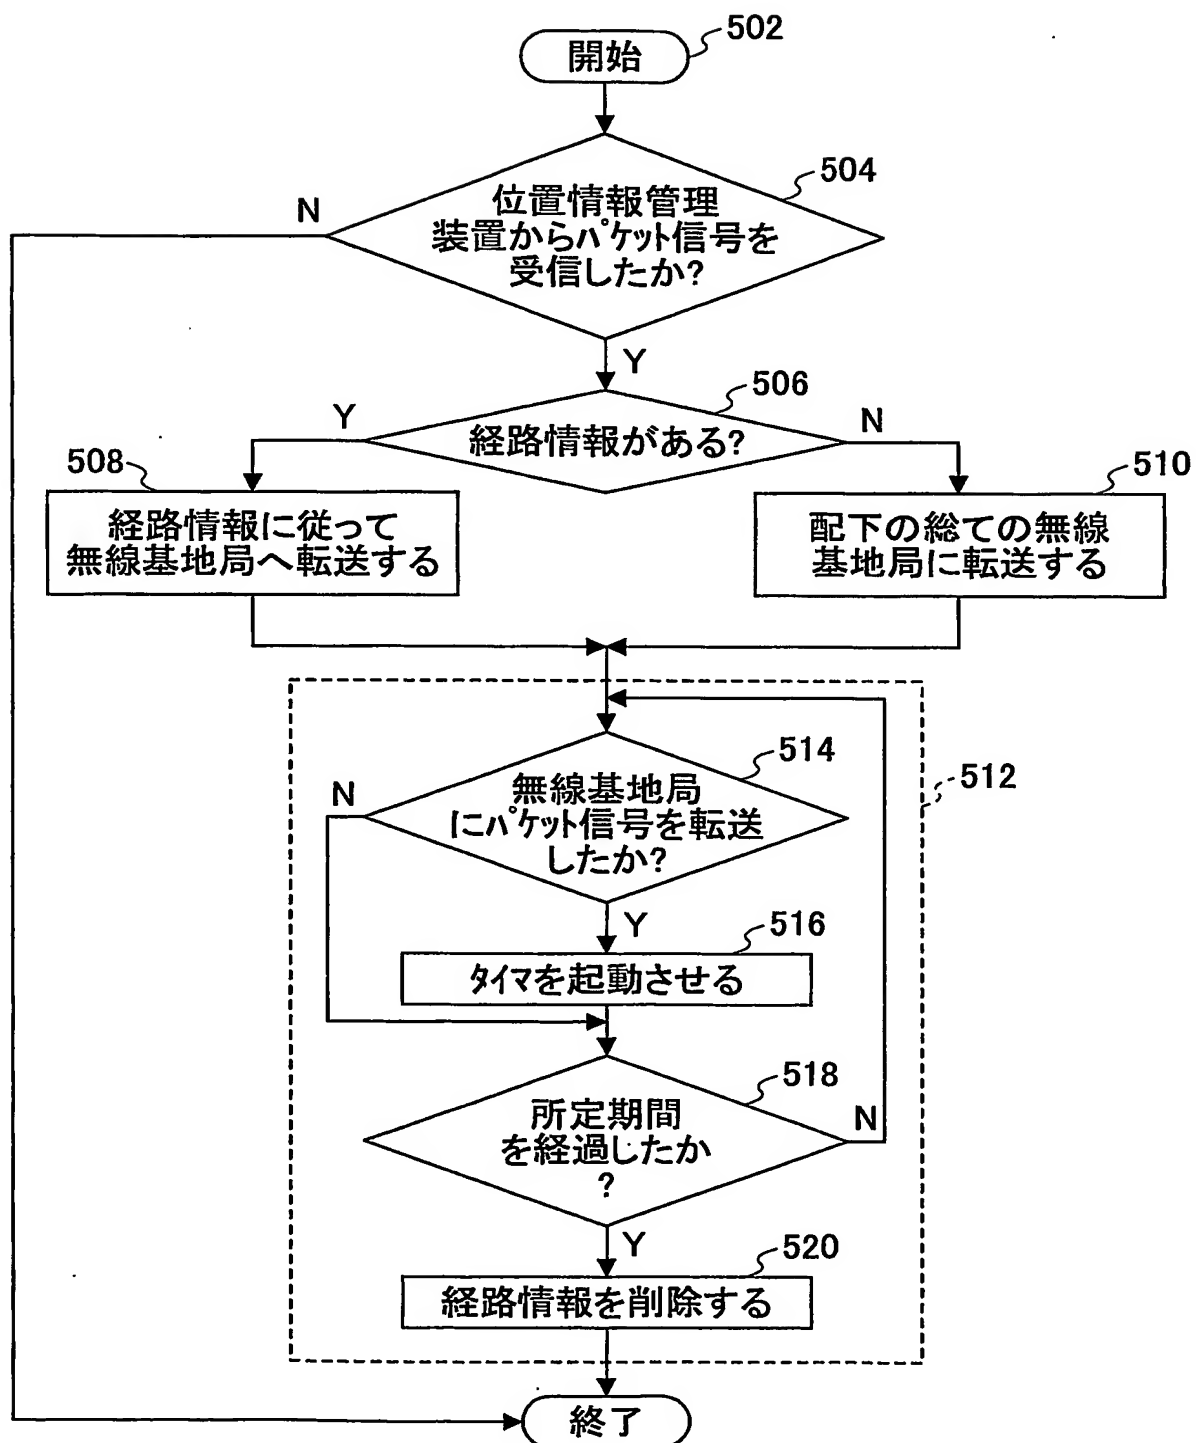 開始
502
位置情報管理
装置からﾊﾟｹｯﾄ信号を
受信したか?
504
N
Y
506
経路情報がある?
Y
N
508
経路情報に従って
無線基地局へ転送する
510
配下の総ての無線
基地局に転送する
512
514
無線基地局
にﾊﾟｹｯﾄ信号を転送
したか?
N
Y
516
ﾀｲﾏを起動させる
518
所定期間
を経過したか
?
N
Y
520
経路情報を削除する
終了